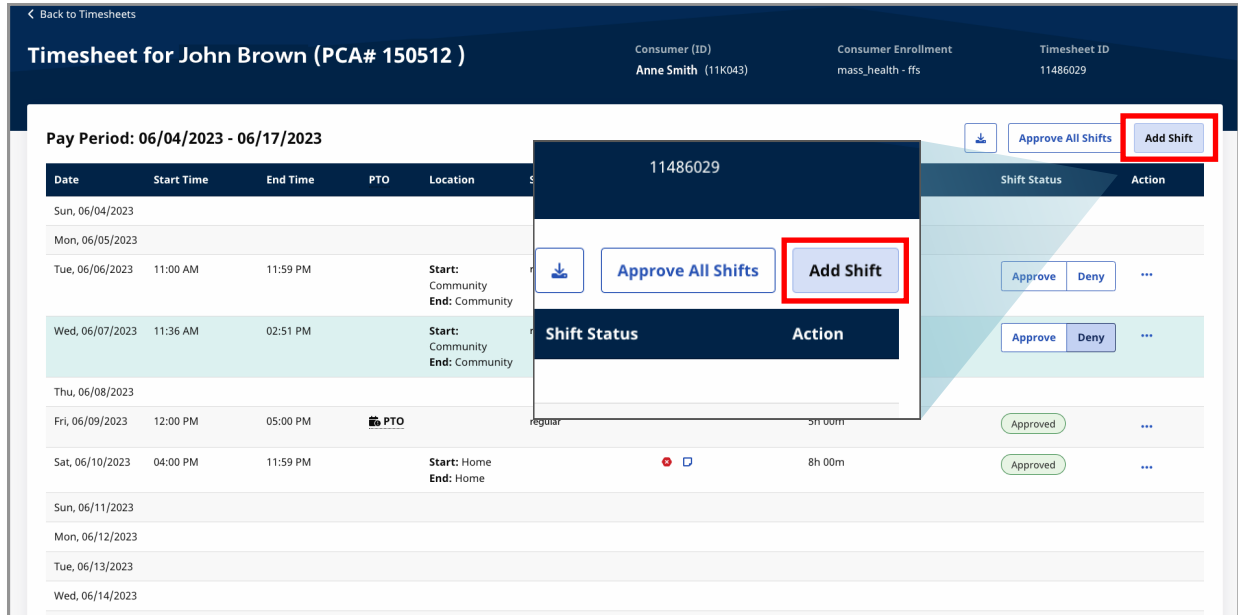 Back to Timesheets
Timesheet for John Brown (PCA# 150512 )
Consumer (ID)
Anne Smith (11K043)
Consumer Enrollment
mass_health - ffs
Timesheet ID
11486029
Pay Period: 06/04/2023 - 06/17/2023
Approve All Shifts
Add Shift
Date Start Time End Time PTO Location Shift Status Action
Sun, 06/04/2023
Mon, 06/05/2023
Tue, 06/06/2023 11:00 AM 11:59 PM Start:
Community
End: Community
Approve Deny ...
Wed, 06/07/2023 11:36 AM 02:51 PM Start:
Community
End: Community
Approve Deny ...
Thu, 06/08/2023
Fri, 06/09/2023 12:00 PM 05:00 PM PTO regular 5h 00m Approved ...
Sat, 06/10/2023 04:00 PM 11:59 PM Start: Home 8h 00m Approved ...
End: Home
Sun, 06/11/2023
Mon, 06/12/2023
Tue, 06/13/2023
Wed, 06/14/2023
11486029
Approve All Shifts Add Shift
Shift Status Action